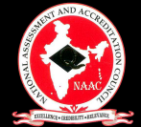 NATIONAL ASSESSMENT AND ACCREDITATION COUNCIL
NAAC
EXCELLENCE • CREDIBILITY • RELEVANCE